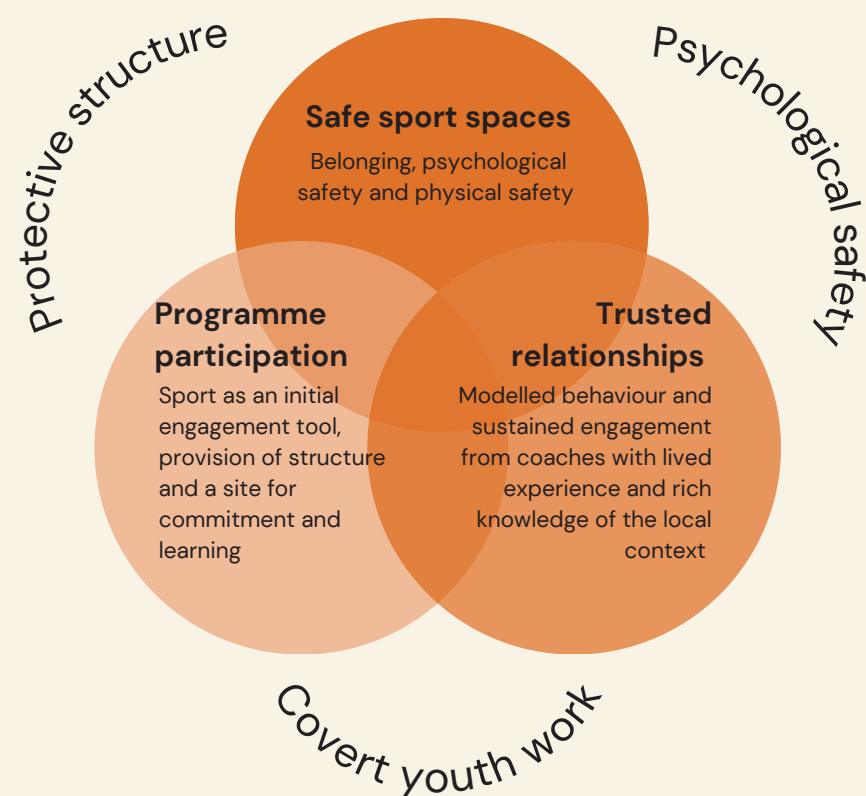 Protective structure
Psychological safety
Safe sport spaces
Belonging, psychological
safety and physical safety
Programme
participation
Sport as an initial
engagement tool,
provision of structure
and a site for
commitment and
learning
Trusted
relationships
Modelled behaviour and
sustained engagement
from coaches with lived
experience and rich
knowledge of the local
context
Covert youth work